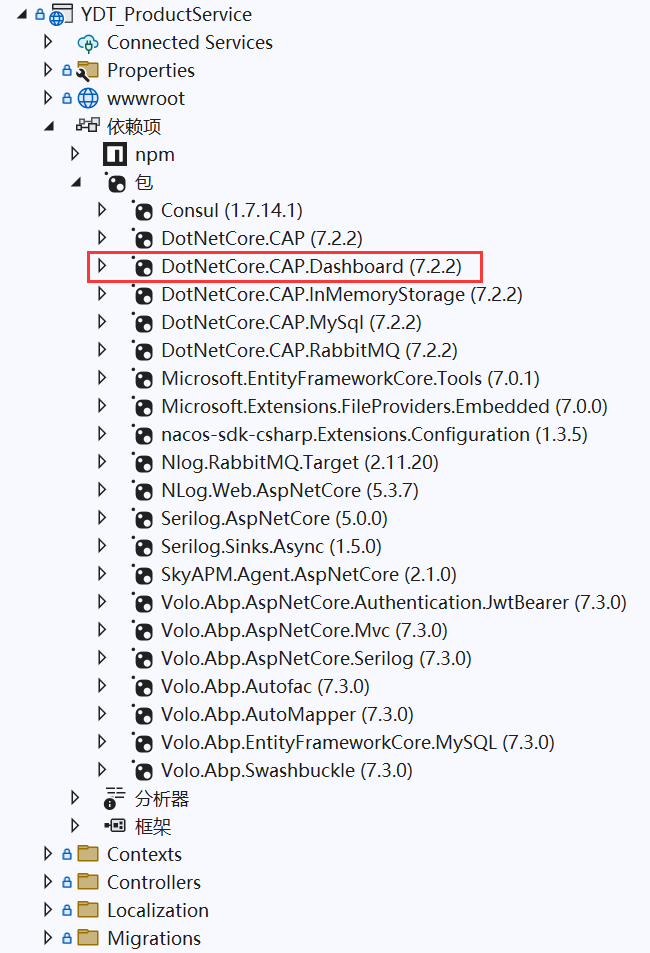 YDT_ProductService
Connected Services
Properties
wwwroot
依赖项
npm
包
Consul (1.7.14.1)
DotNetCore.CAP (7.2.2)
DotNetCore.CAP.Dashboard (7.2.2)
DotNetCore.CAP.InMemoryStorage (7.2.2)
DotNetCore.CAP.MySql (7.2.2)
DotNetCore.CAP.RabbitMQ (7.2.2)
Microsoft.EntityFrameworkCore.Tools (7.0.1)
Microsoft.Extensions.FileProviders.Embedded (7.0.0)
nacos-sdk-csharp.Extensions.Configuration (1.3.5)
Nlog.RabbitMQ.Target (2.11.20)
NLog.Web.AspNetCore (5.3.7)
Serilog.AspNetCore (5.0.0)
Serilog.Sinks.Async (1.5.0)
SkyAPM.Agent.AspNetCore (2.1.0)
Volo.Abp.AspNetCore.Authentication.JwtBearer (7.3.0)
Volo.Abp.AspNetCore.Mvc (7.3.0)
Volo.Abp.AspNetCore.Serilog (7.3.0)
Volo.Abp.Autofac (7.3.0)
Volo.Abp.AutoMapper (7.3.0)
Volo.Abp.EntityFrameworkCore.MySQL (7.3.0)
Volo.Abp.Swashbuckle (7.3.0)
分析器
框架
Contexts
Controllers
Localization
Migrations